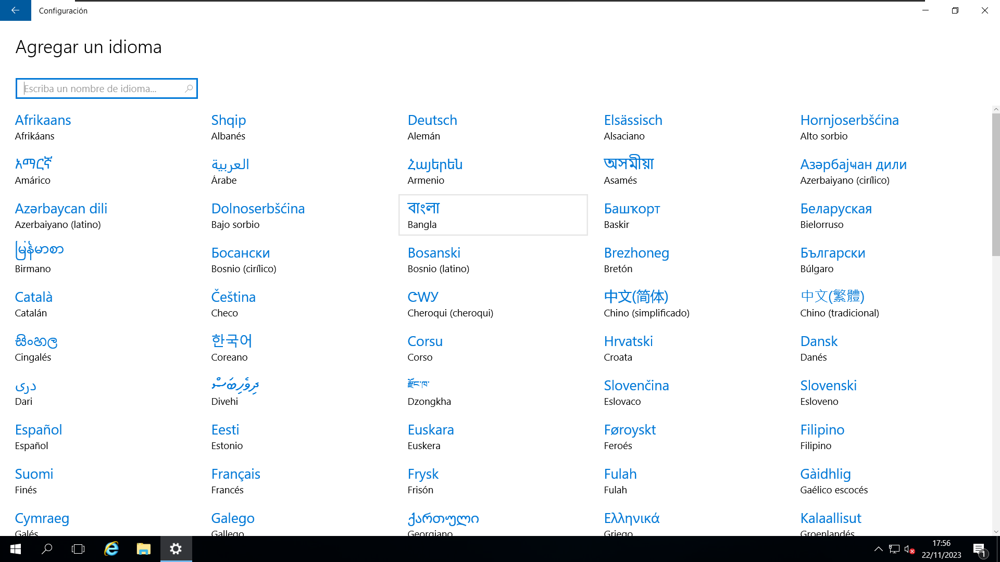 Configuración
Agregar un idioma
Escriba un nombre de idioma...
Afrikaans
Afrikáans
Shqip
Albanés
Deutsch
Alemán
Elsässisch
Alsaciano
Hornjoserbšćina
Alto sorbio
አማርኛ
Amárico
العربية
Árabe
Հայերեն
Armenio
অসমীয়া
Asamés
Азәрбајҹан дили
Azerbaiyano (cirílico)
Azərbaycan dili
Azerbaiyano (latino)
Dolnoserbšćina
Bajo sorbio
বাংলা
Bangla
Башҡорт
Baskir
Беларуская
Bielorruso
မြန်မာစာ
Birmano
Босански
Bosnio (cirílico)
Bosanski
Bosnio (latino)
Brezhoneg
Bretón
Български
Búlgaro
Català
Catalán
Čeština
Checo
ᏣᎳᎩ
Cheroqui (cheroqui)
中文(简体)
Chino (simplificado)
中文(繁體)
Chino (tradicional)
සිංහල
Cingalés
한국어
Coreano
Corsu
Corso
Hrvatski
Croata
Dansk
Danés
درى
Dari
ދިވެހިބަސް
Divehi
རྫོང་ཁ་
Dzongkha
Slovenčina
Eslovaco
Slovenski
Esloveno
Español
Español
Eesti
Estonio
Euskara
Euskera
Føroyskt
Feroés
Filipino
Filipino
Suomi
Finés
Français
Francés
Frysk
Frisón
Fulah
Fulah
Gàidhlig
Gaélico escocés
Cymraeg
Galés
Galego
Gallego
ქართული
Georgiano
Ελληνικά
Griego
Kalaallisut
Groenlandés
17:56
22/11/2023
1